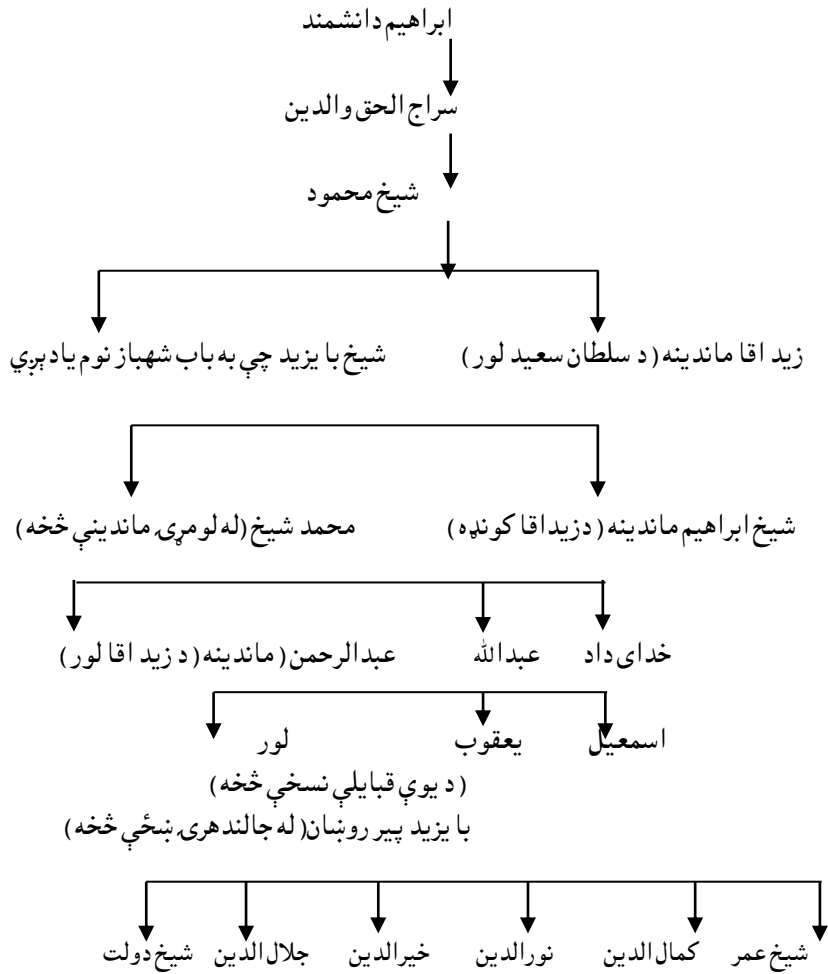 ابراهیم دانشمند
سراج الحق والدین
شیخ محمود
زید اقا ماندینه (د سلطان سعید لور) شیخ با یزید چې به باب شهباز نوم یادېږي
شیخ ابراهیم ماندینه (دزیداقا کونډه) محمد شیخ (له لومړۍ ماندینې څخه)
خدای داد عبدالله عبدالرحمن (ماندینه (د زید اقا لور)
اسمعیل یعقوب لور
(د یوې قبایلې نسخې څخه)
با یزید پیر روښان (له جالندهرۍ ښځې څخه)
شیخ عمر کمال الدین نورالدین خیرالدین جلال الدین شیخ دولت